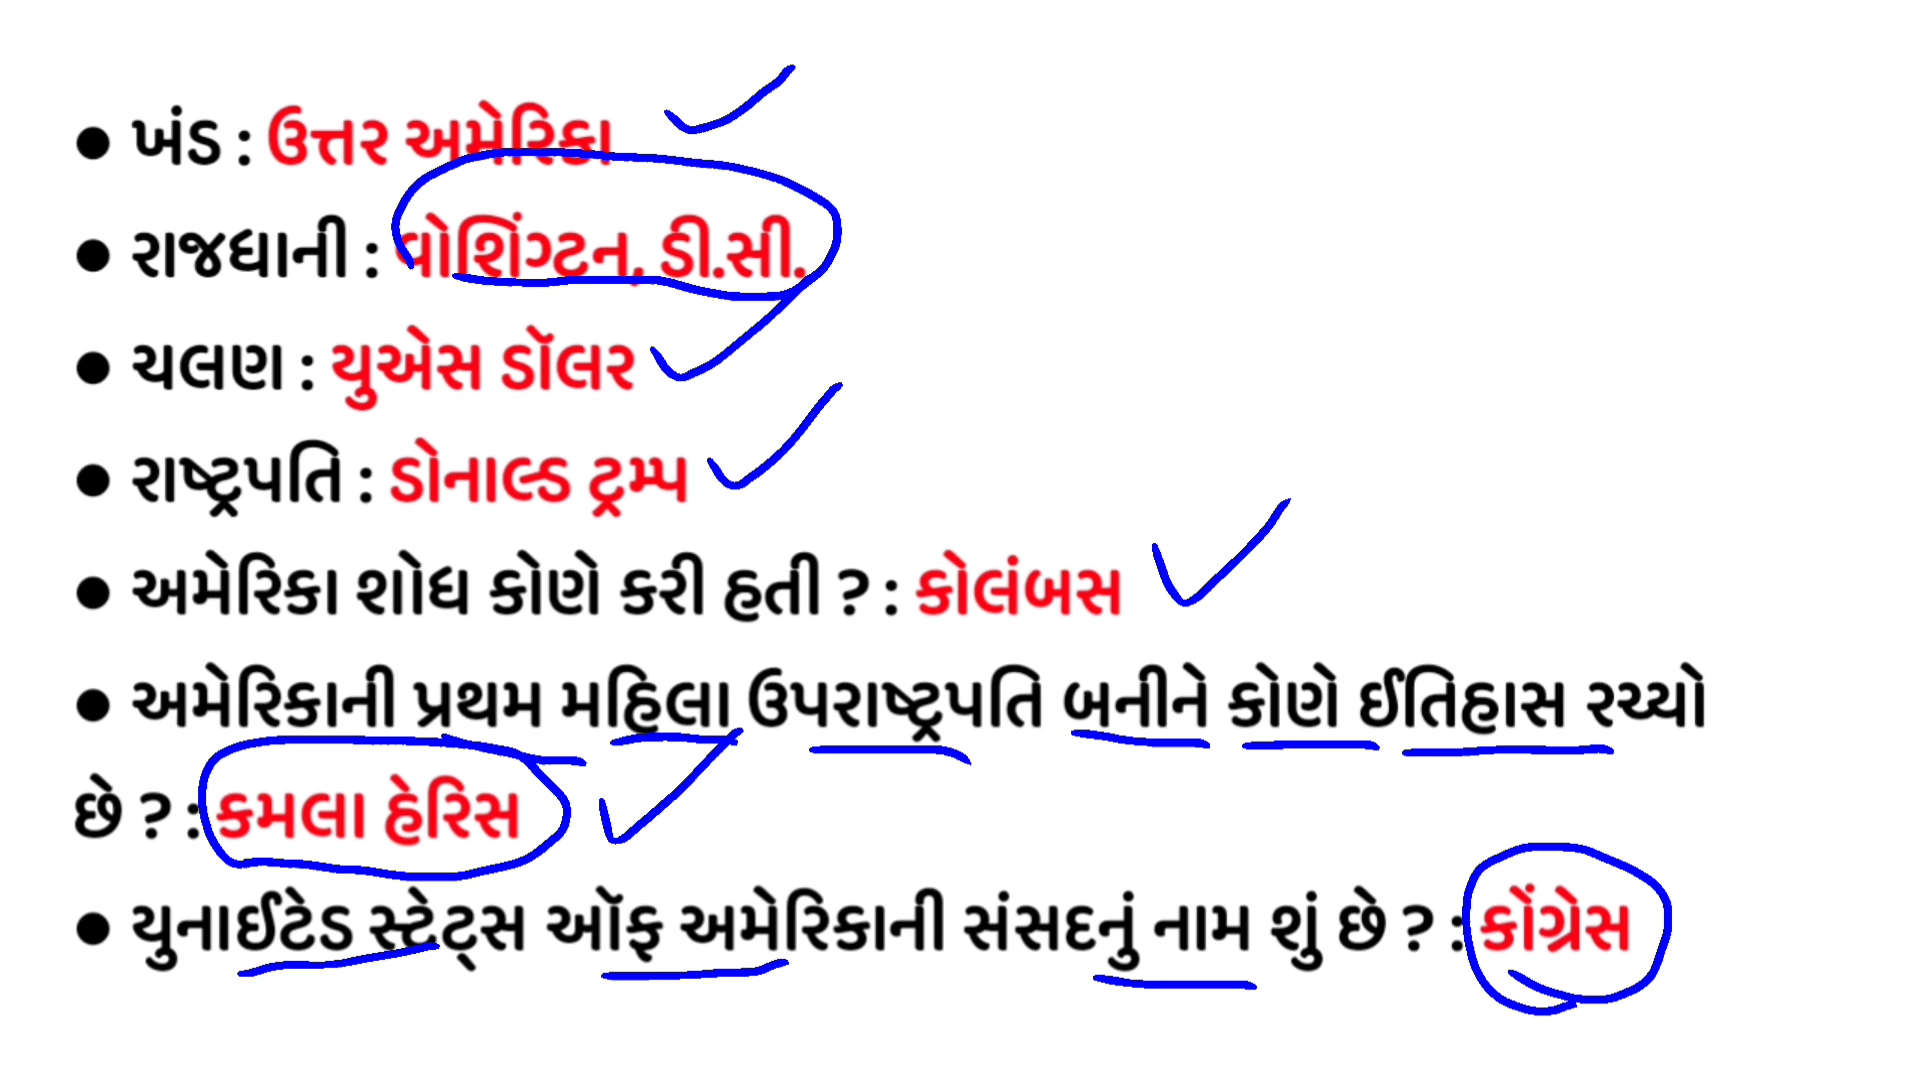 ● ખંડ : ઉત્તર અમેરિકા
● રાજધાની : વોશિંગ્ટન, ડી.સી.
● ચલણ : યુએસ ડૉલર
● રાષ્ટ્રપતિ : ડોનાલ્ડ ટ્રમ્પ
● અમેરિકા શોધ કોણે કરી હતી ? : કોલંબસ
● અમેરિકાની પ્રથમ મહિલા ઉપરાષ્ટ્રપતિ બનીને કોણે ઈતિહાસ રચ્યો
છે ? : કમલા હેરિસ
● યુનાઈટેડ સ્ટેટ્સ ઑફ અમેરિકાની સંસદનું નામ શું છે ? : કોંગ્રેસ